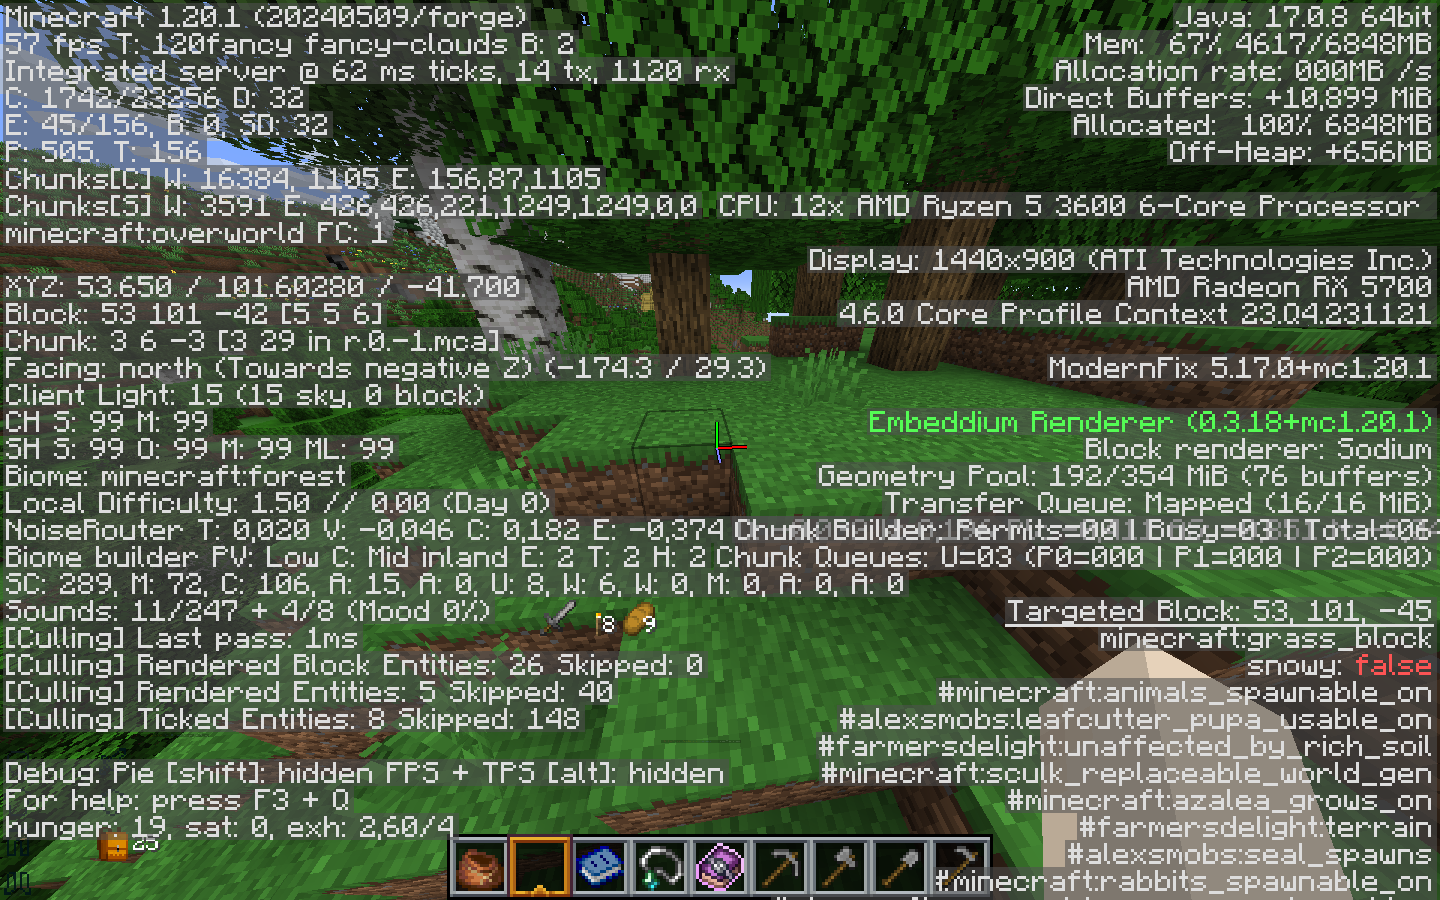 Minecraft 1.20.1 (20240509/forge)
57 fps T: 120fancy fancy-clouds B: 2
Integrated server @ 62 ms ticks, 14 tx, 1120 rx
C: 1742/23256 D: 32
E: 45/156, B: 0, SD: 32
P: 505. T: 156
Chunks[C] W: 16384, 1105 E: 156,87,1105
Chunks[S] W: 3591 E: 426,426,221,1249,1249,0,0
minecraft:overworld FC: 1
XYZ: 53.650 / 101.60280 / -41.700
Block: 53 101 -42 [5 5 6]
Chunk: 3 6 -3 [3 29 in r.0.-1.mca]
Facing: north (Towards negative Z) (-174.3 / 29.3)
Client Light: 15 (15 sky, 0 block)
CH S: 99 M: 99
SH S: 99 O: 99 M: 99 ML: 99
Biome: minecraft:forest
Local Difficulty: 1.50 // 0.00 (Day 0)
NoiseRouter T: 0,020 V: -0,046 C: 0,182 E: -0,374
Biome builder PV: Low C: Mid inland E: 2 T: 2 H: 2
SC: 289, M: 72, C: 106, A: 15, A: 0, U: 8, W: 6, W: 0, M: 0, A: 0, A: 0
Sounds: 11/247 + 4/8 (Mood 0%)
[Culling] Last pass: 1ms
[Culling] Rendered Block Entities: 26 Skipped: 0
[Culling] Rendered Entities: 5 Skipped: 40
[Culling] Ticked Entities: 8 Skipped: 148
Debug: Pie [shift]: hidden FPS + TPS [alt]: hidden
For help: press F3 + Q
hunger: 19, sat: 0, exh: 2,60/4
25
8
9
Java: 17.0.8 64bit
Mem: 67% 4617/6848MB
Allocation rate: 000MB /s
Direct Buffers: +10,899 MiB
Allocated: 100% 6848MB
Off-Heap: +656MB
CPU: 12x AMD Ryzen 5 3600 6-Core Processor
Display: 1440x900 (ATI Technologies Inc.)
AMD Radeon RX 5700
4.6.0 Core Profile Context 23.Q4.231121
ModernFix 5.17.0+mc1.20.1
Embeddium Renderer (0.3.18+mc1.20.1)
Block renderer: Sodium
Geometry Pool: 192/354 MiB (76 buffers)
Transfer Queue: Mapped (16/16 MiB)
Chunk Builder: Permits=
Chunk Queues: U=03 (P0=000 | P1=000 | P2=000)
Targeted Block: 53, 101, -45
minecraft:grass_block
snowy: false
#minecraft:animals_spawnable_on
#alexsmobs:leafcutter_pupa_usable_on
#farmersdelight:unaffected_by_rich_soil
#minecraft:sculk_replaceable_world_gen
#minecraft:azalea_grows_on
#farmersdelight:terrain
#alexsmobs:seal_spawns
#minecraft:rabbits_spawnable_on